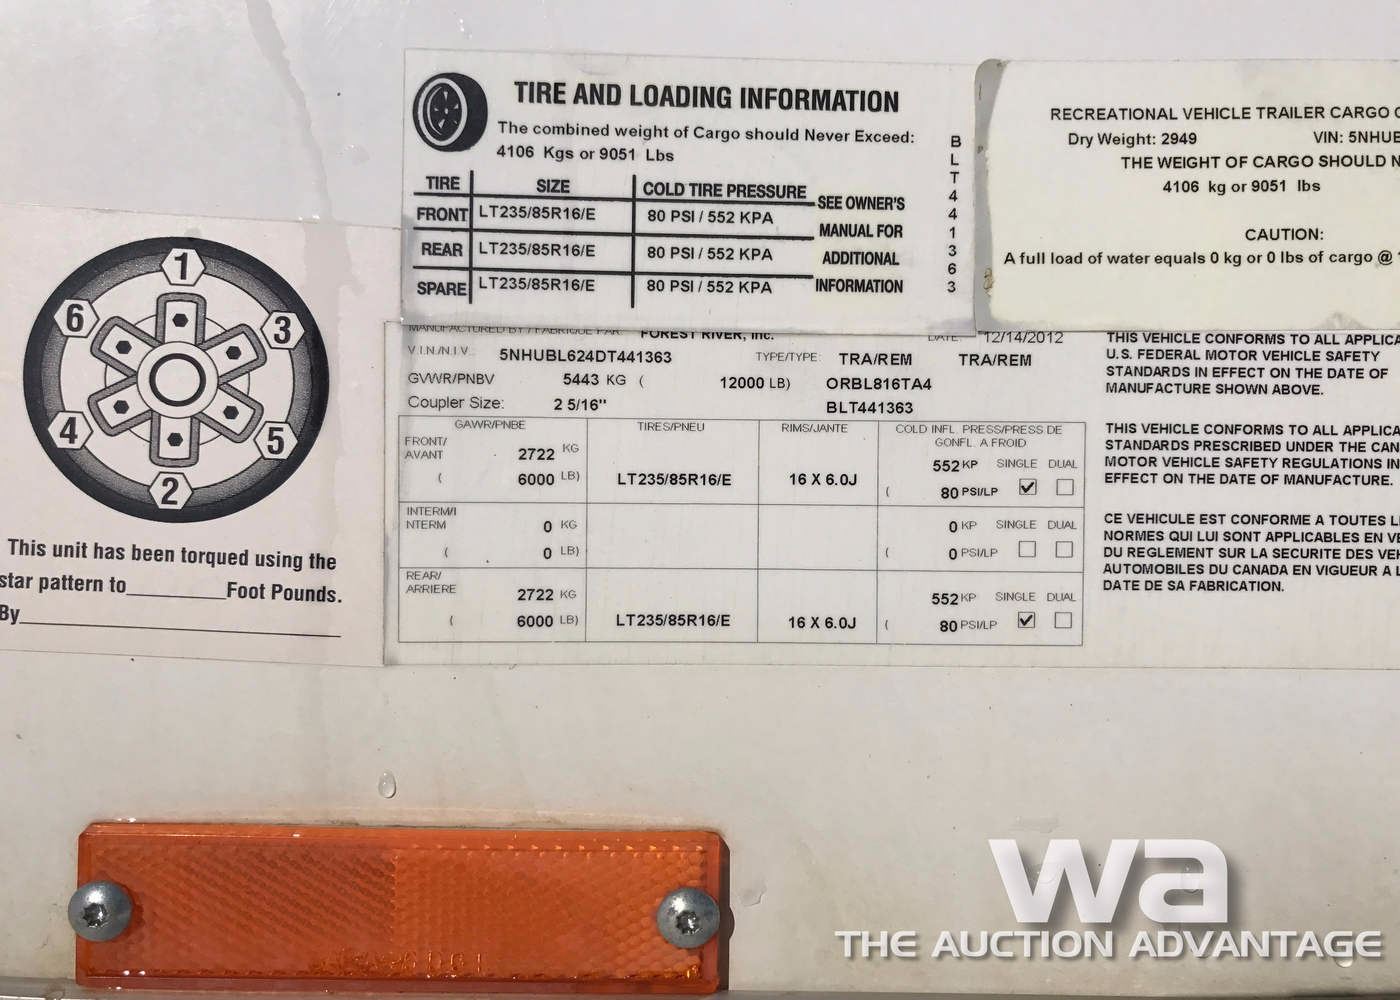 TIRE AND LOADING INFORMATION
The combined weight of Cargo should Never Exceed:
4106 Kgs or 9051 Lbs
TIRE SIZE COLD TIRE PRESSURE
FRONT LT235/85R16/E 80 PSI / 552 KPA
REAR LT235/85R16/E 80 PSI / 552 KPA
SPARE LT235/85R16/E 80 PSI / 552 KPA
SEE OWNER'S
MANUAL FOR
ADDITIONAL
INFORMATION
BLT441363
RECREATIONAL VEHICLE TRAILER CARGO
Dry Weight: 2949 VIN: 5NHUB
THE WEIGHT OF CARGO SHOULD
4106 kg or 9051 lbs
CAUTION:
A full load of water equals 0 kg or 0 lbs of cargo @
1
6 3
4 5
2
This unit has been torqued using the
star pattern to__________Foot Pounds.
By______________________________
MANUFACTURED BY / FABRIQUE PAR FOREST RIVER, Inc. DATE: 12/14/2012
V.I.N./N.I.V.: 5NHUBL624DT441363 TYPE/TYPE: TRA/REM TRA/REM
GVWR/PNBV 5443 KG ( 12000 LB) ORBL816TA4
Coupler Size: 2 5/16" BLT441363
GAWR/PNBE TIRES/PNEU RIMS/JANTE COLD INFL. PRESS/PRESS.DE
GONFL. A FROID
FRONT/
AVANT 2722 KG 552 KP SINGLE DUAL
( 6000 LB) LT235/85R16/E 16 X 6.0J ( 80 PSI/LP
INTERM/I
NTERM 0 KG 0 KP SINGLE DUAL
( 0 LB) ( 0 PSI/LP
REAR/
ARRIERE 2722 KG 552 KP SINGLE DUAL
( 6000 LB) LT235/85R16/E 16 X 6.0J ( 80 PSI/LP
THIS VEHICLE CONFORMS TO ALL APPLICA
U.S. FEDERAL MOTOR VEHICLE SAFETY
STANDARDS IN EFFECT ON THE DATE OF
MANUFACTURE SHOWN ABOVE.
THIS VEHICLE CONFORMS TO ALL APPLICA
STANDARDS PRESCRIBED UNDER THE CAN
MOTOR VEHICLE SAFETY REGULATIONS IN
EFFECT ON THE DATE OF MANUFACTURE.
CE VEHICULE EST CONFORME A TOUTES
NORMES QUI LUI SONT APPLICABLES EN
DU REGLEMENT SUR LA SECURITE DES
AUTOMOBILES DU CANADA EN VIGUEUR A
DATE DE SA FABRICATION.
DOT
wa
THE AUCTION ADVANTAGE